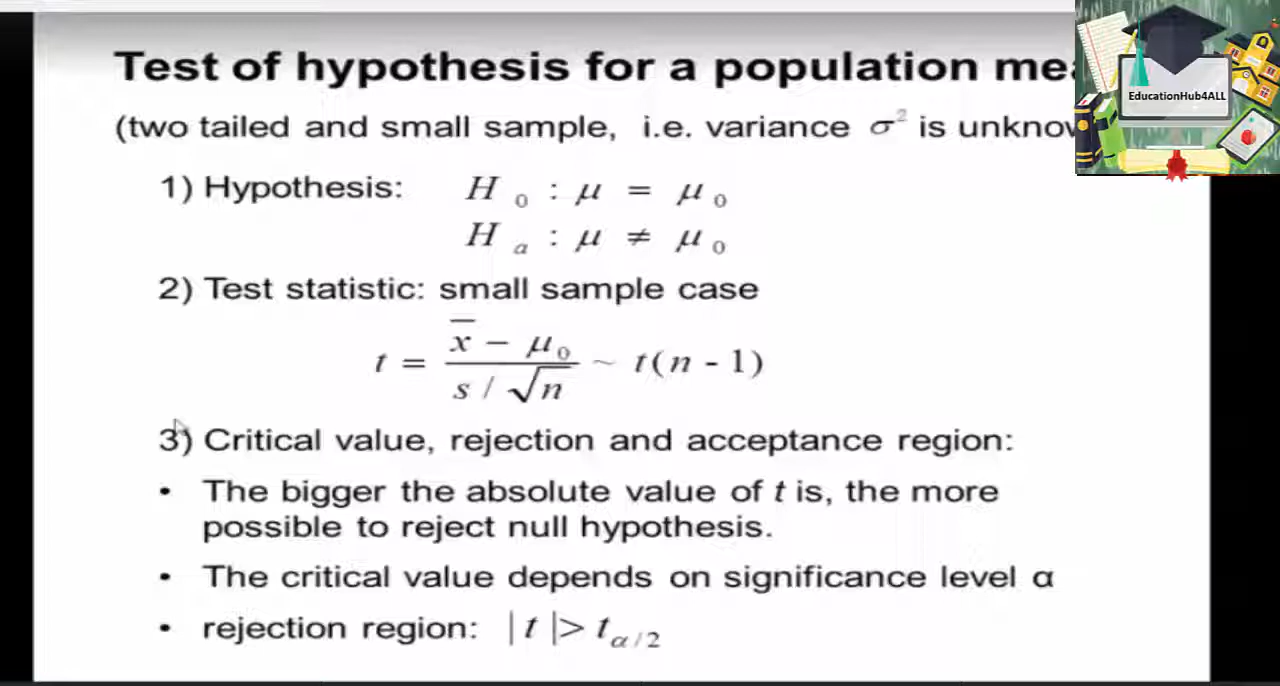 Test of hypothesis for a population
EducationHub4ALL
(two tailed and small sample, i.e. variance σ² is
1) Hypothesis: H₀ : μ = μ₀
Hₐ : μ ≠ μ₀
2) Test statistic: small sample case
t = (x̄ − μ₀) / (s / √n) ~ t(n - 1)
3) Critical value, rejection and acceptance region:
• The bigger the absolute value of t is, the more
possible to reject null hypothesis.
• The critical value depends on significance level α
• rejection region: |t| > t α/2